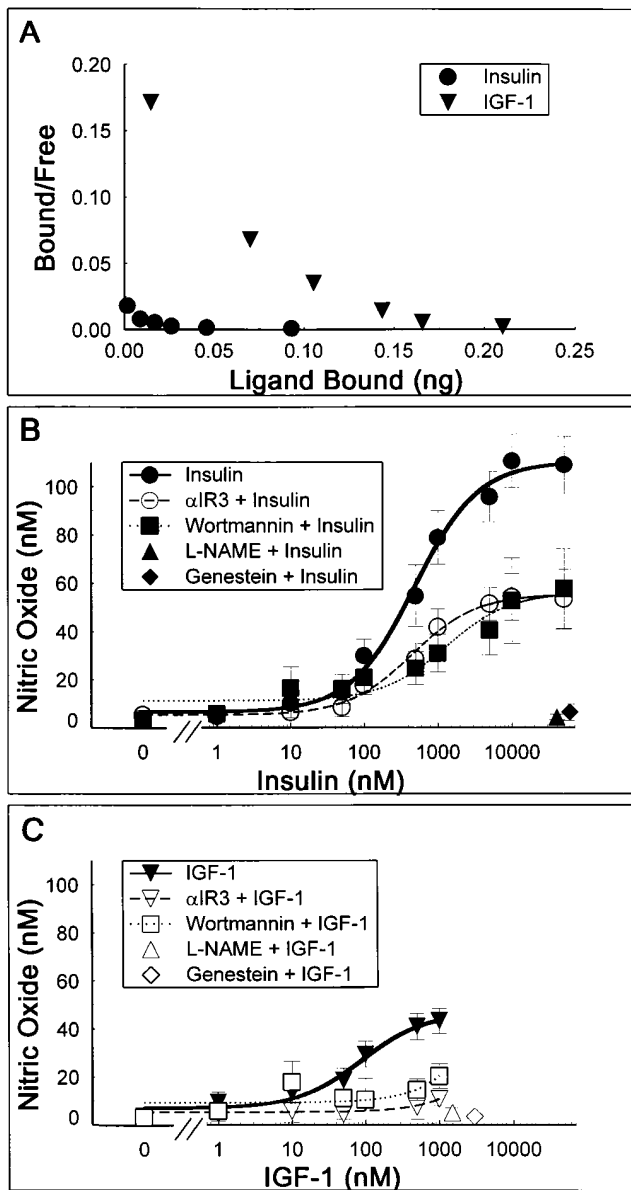 A
0.20
0.15
0.10
0.05
0.00
Bound/Free
Insulin
IGF-1
0.00 0.05 0.10 0.15 0.20 0.25
Ligand Bound (ng)
B
100
80
60
40
20
0
Nitric Oxide (nM)
Insulin
αIR3 + Insulin
Wortmannin + Insulin
L-NAME + Insulin
Genestein + Insulin
0 1 10 100 1000 10000
Insulin (nM)
C
100
80
60
40
20
0
Nitric Oxide (nM)
IGF-1
αIR3 + IGF-1
Wortmannin + IGF-1
L-NAME + IGF-1
Genestein + IGF-1
0 1 10 100 1000 10000
IGF-1 (nM)